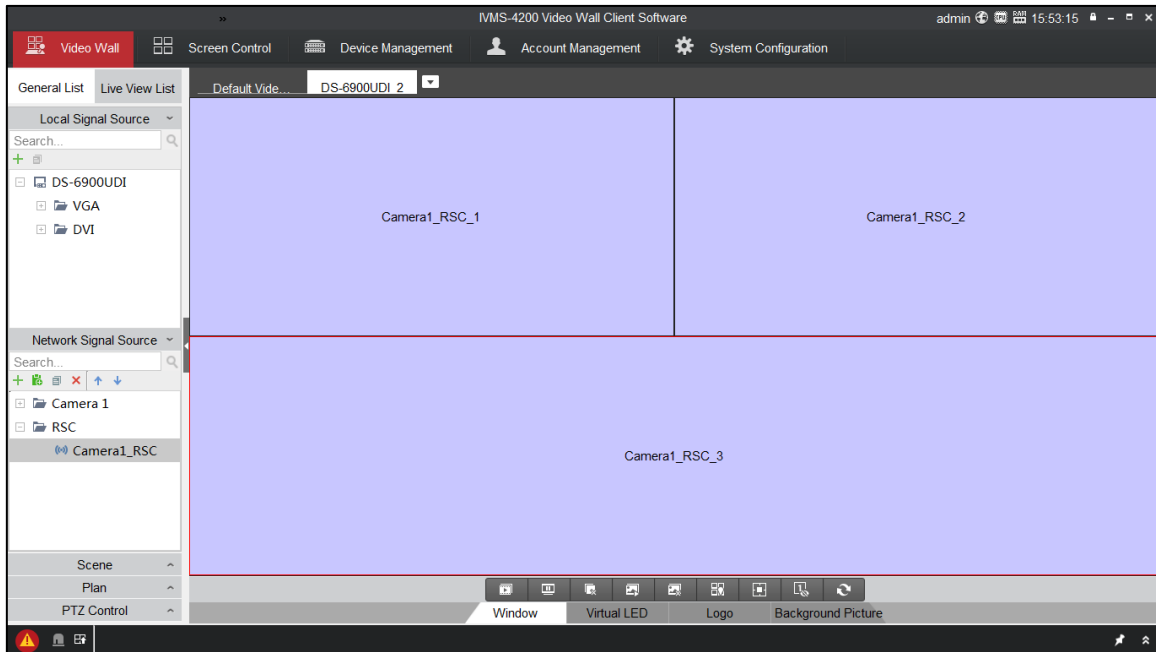 » IVMS-4200 Video Wall Client Software admin CPU RAM 15:53:15
Video Wall Screen Control Device Management Account Management System Configuration
General List Live View List Default Vide... DS-6900UDI_2
Local Signal Source
Search...
DS-6900UDI
VGA
DVI
Camera1_RSC_1 Camera1_RSC_2
Network Signal Source
Search...
Camera 1
RSC
Camera1_RSC
Camera1_RSC_3
Scene
Plan
PTZ Control
Window Virtual LED Logo Background Picture